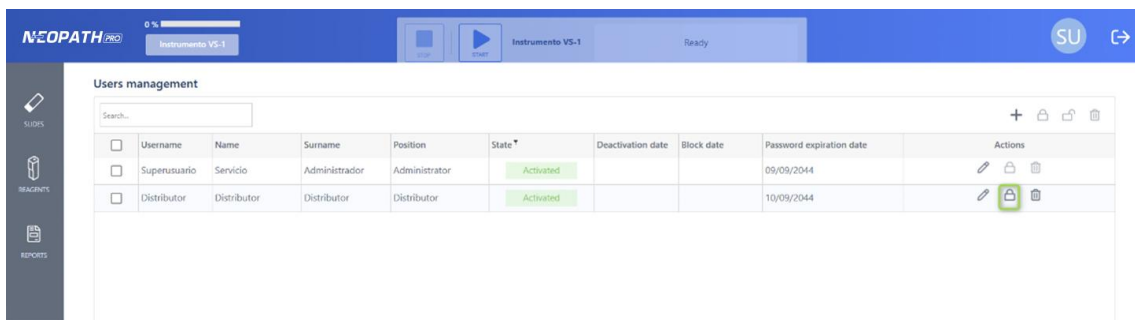 NEOPATH PRO
0 %
Instrumento VS-1
STOP
START
Instrumento VS-1
Ready
SU
SLIDES
REAGENTS
REPORTS
Users management
Search...
Username Name Surname Position State Deactivation date Block date Password expiration date Actions
Superusuario Servicio Administrador Administrator Activated 09/09/2044
Distributor Distributor Distributor Distributor Activated 10/09/2044